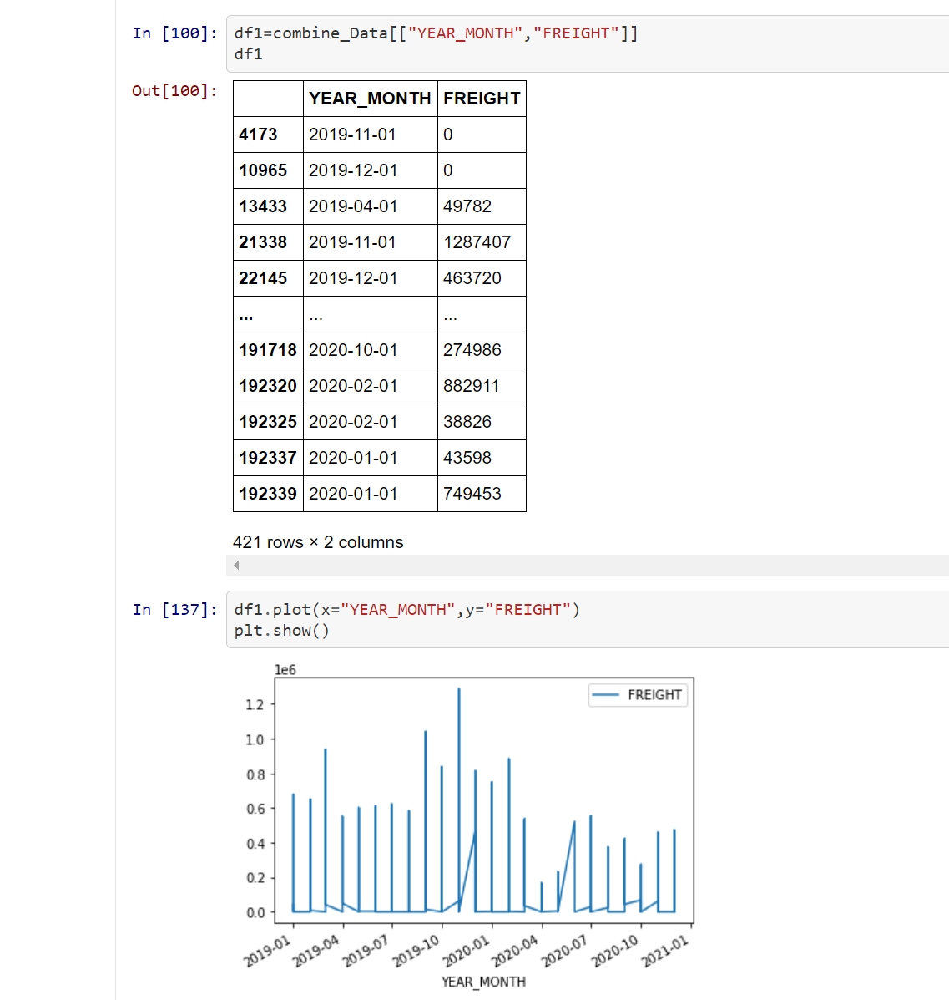 In [100]: df1=combine_Data[["YEAR_MONTH","FREIGHT"]]
df1
Out[100]:
YEAR_MONTH FREIGHT
4173 2019-11-01 0
10965 2019-12-01 0
13433 2019-04-01 49782
21338 2019-11-01 1287407
22145 2019-12-01 463720
... ... ...
191718 2020-10-01 274986
192320 2020-02-01 882911
192325 2020-02-01 38826
192337 2020-01-01 43598
192339 2020-01-01 749453
421 rows × 2 columns
In [137]: df1.plot(x="YEAR_MONTH",y="FREIGHT")
plt.show()
1e6
FREIGHT
1.2
1.0
0.8
0.6
0.4
0.2
0.0
2019-01 2019-04 2019-07 2019-10 2020-01 2020-04 2020-07 2020-10 2021-01
YEAR_MONTH